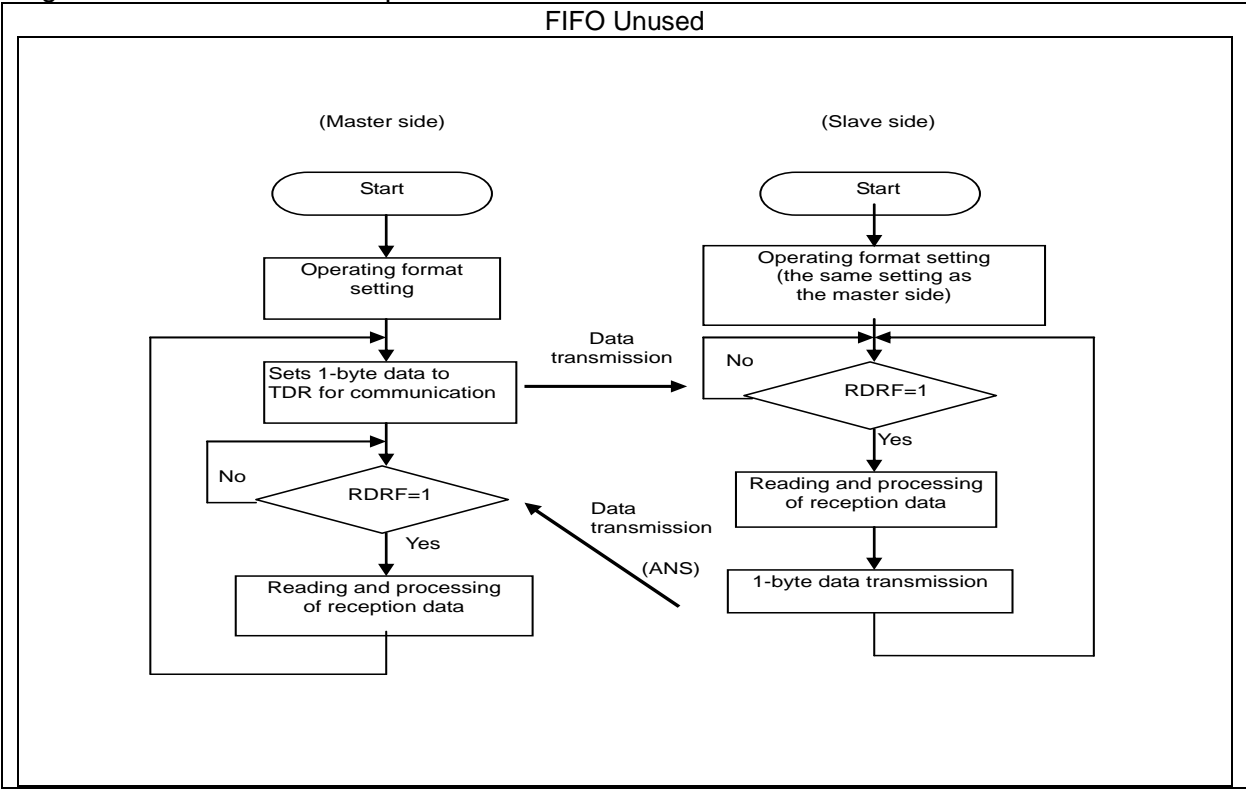 FIFO Unused
(Master side)
(Slave side)
Start
Start
Operating format
setting
Operating format setting
(the same setting as
the master side)
Data
transmission
Sets 1-byte data to
TDR for communication
No
RDRF=1
Yes
No
RDRF=1
Yes
Reading and processing
of reception data
Data
transmission
(ANS)
Reading and processing
of reception data
1-byte data transmission